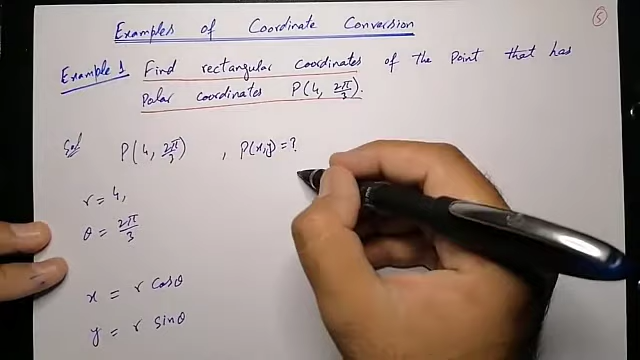 Examples of Coordinate Conversion
5
Example 1 Find rectangular coordinates of the Point that has
Polar coordinates P(4, 2π/3).
Sol P(4, 2π/3) , P(x,y) = ?
r = 4,
θ = 2π/3
x = r cosθ
y = r sinθ